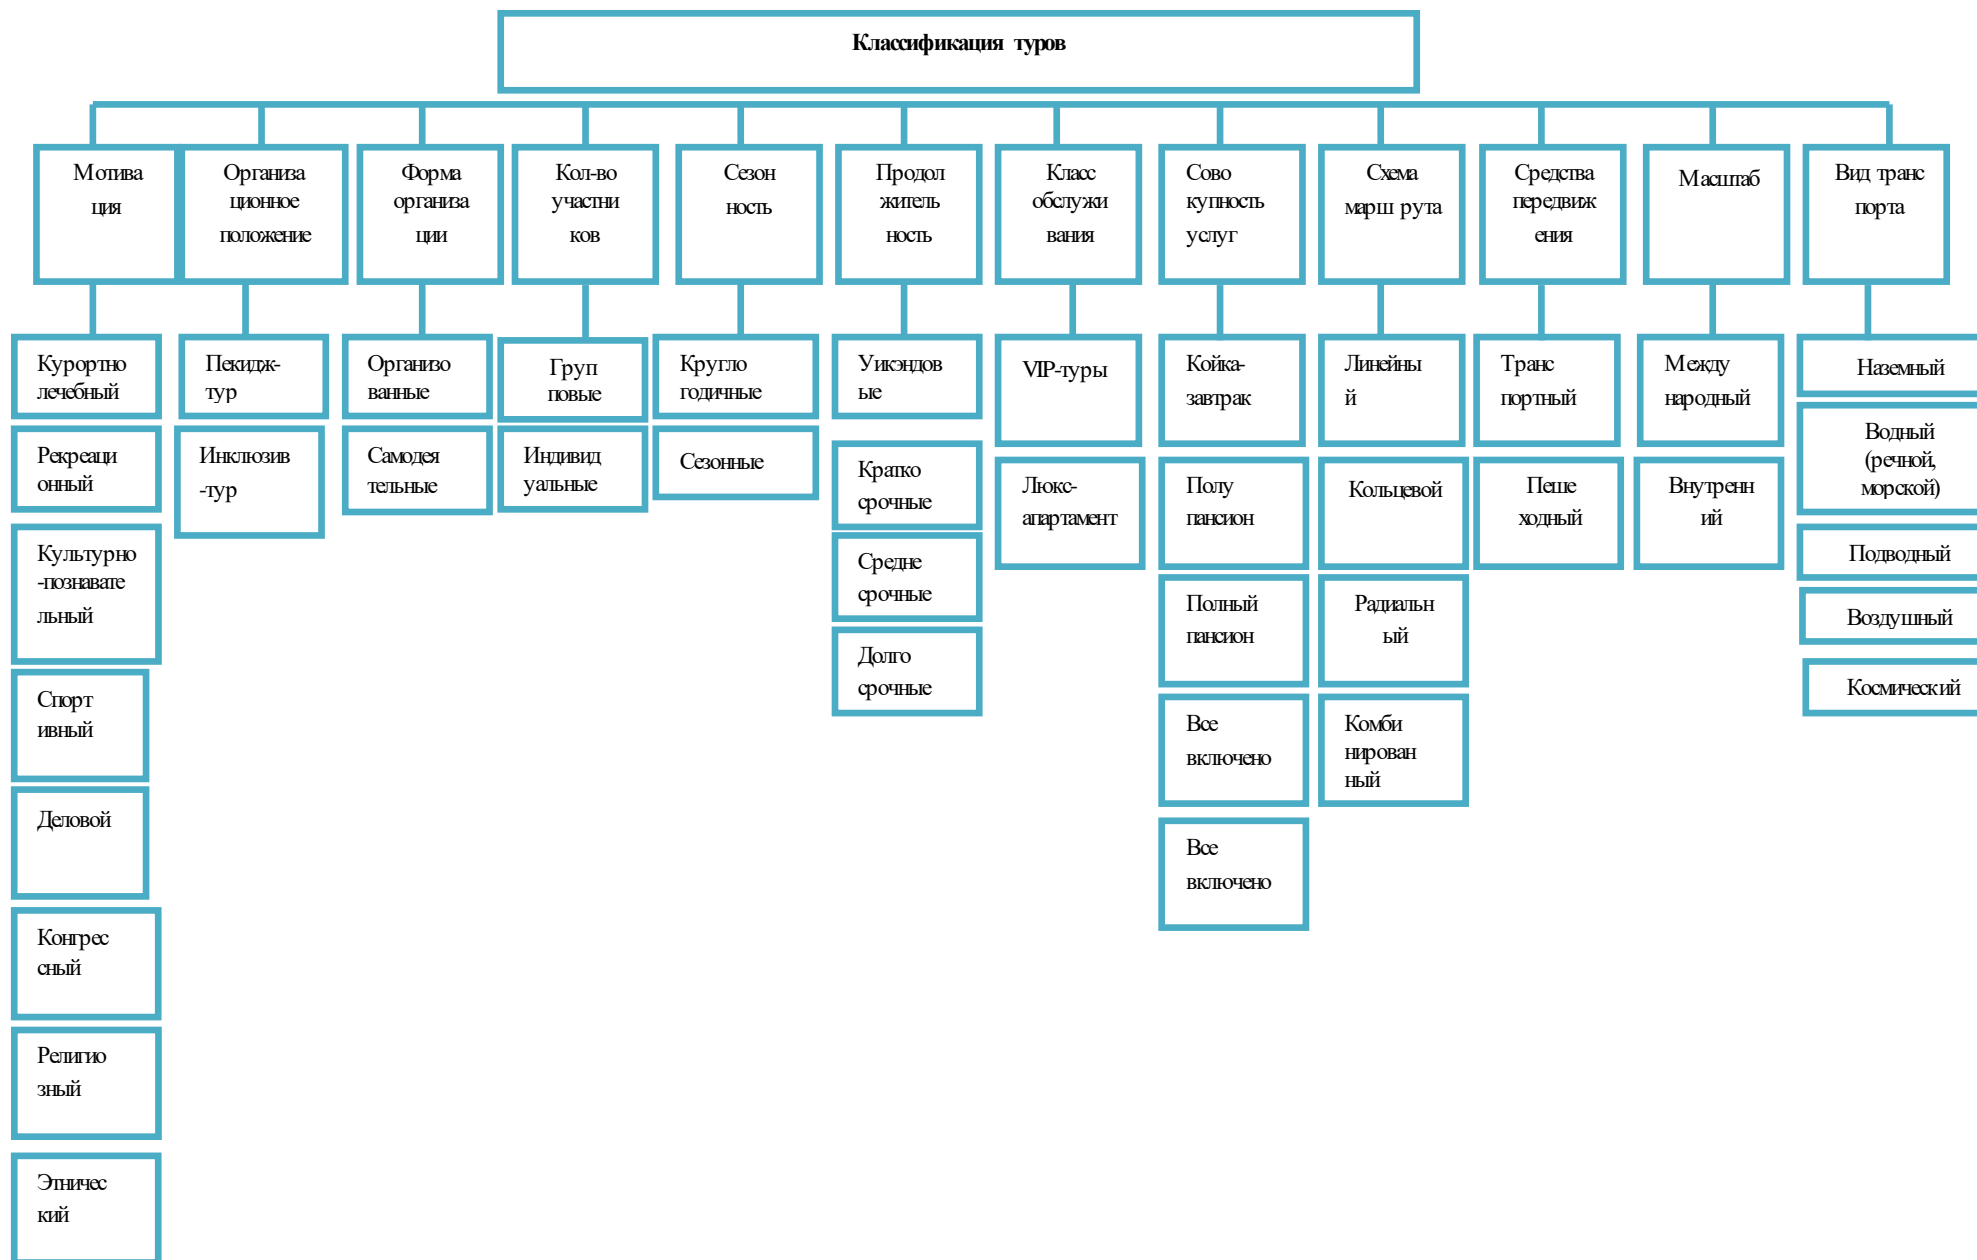 Классификация туров
Мотива
ция
Организа
ционное
положение
Форма
организа
ции
Кол-во
участни
ков
Сезон
ность
Продол
житель
ность
Класс
обслужи
вания
Сово
купность
услуг
Схема
марш рута
Средства
передвиж
ения
Масштаб
Вид транс
порта
Курортно
лечебный
Рекреаци
онный
Культурно
-познавате
льный
Спорт
ивный
Деловой
Конгрес
сный
Религио
зный
Этничес
кий
Пекидж-
тур
Инклюзив
-тур
Организо
ванные
Самодея
тельные
Груп
повые
Индивид
уальные
Кругло
годичные
Сезонные
Уикэндов
ые
Кратко
срочные
Средне
срочные
Долго
срочные
VIP-туры
Люкс-
апартамент
Койка-
завтрак
Полу
пансион
Полный
пансион
Все
включено
Все
включено
Линейны
й
Кольцевой
Радиальн
ый
Комби
нирован
ный
Транс
портный
Пеше
ходный
Между
народный
Внутренн
ий
Наземный
Водный
(речной,
морской)
Подводный
Воздушный
Космический